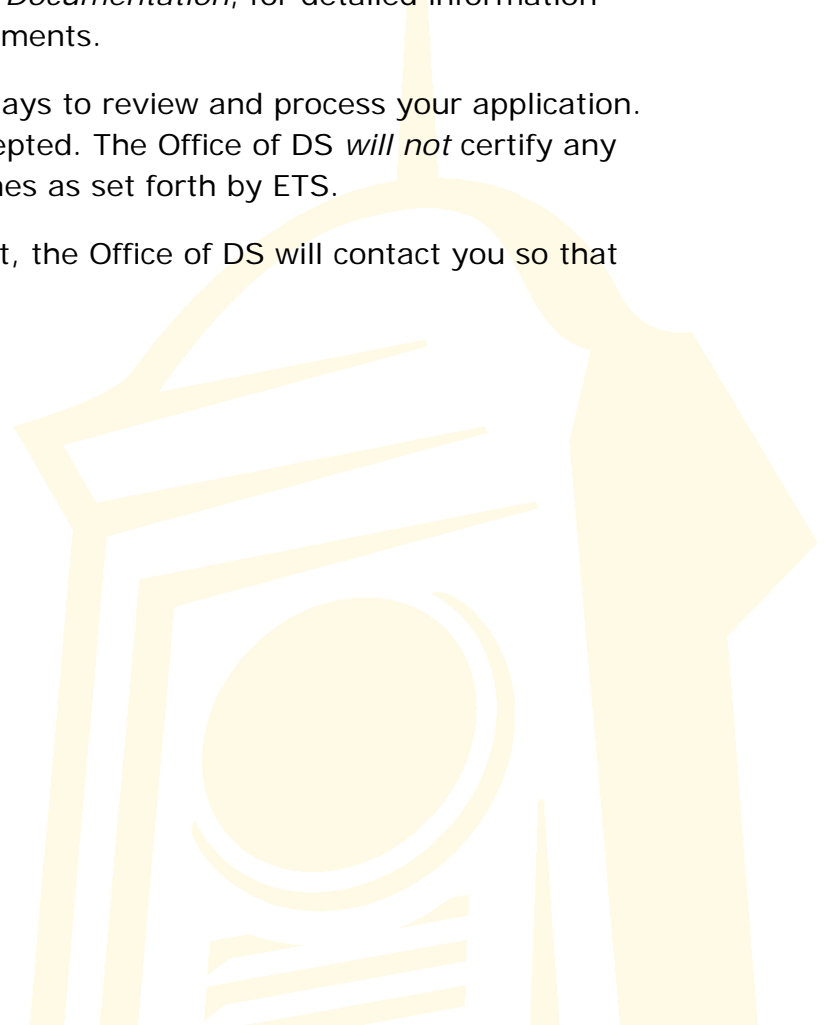 Documentation, for detailed information
ments.
ays to review and process your application.
epted. The Office of DS will not certify any
nes as set forth by ETS.
t, the Office of DS will contact you so that